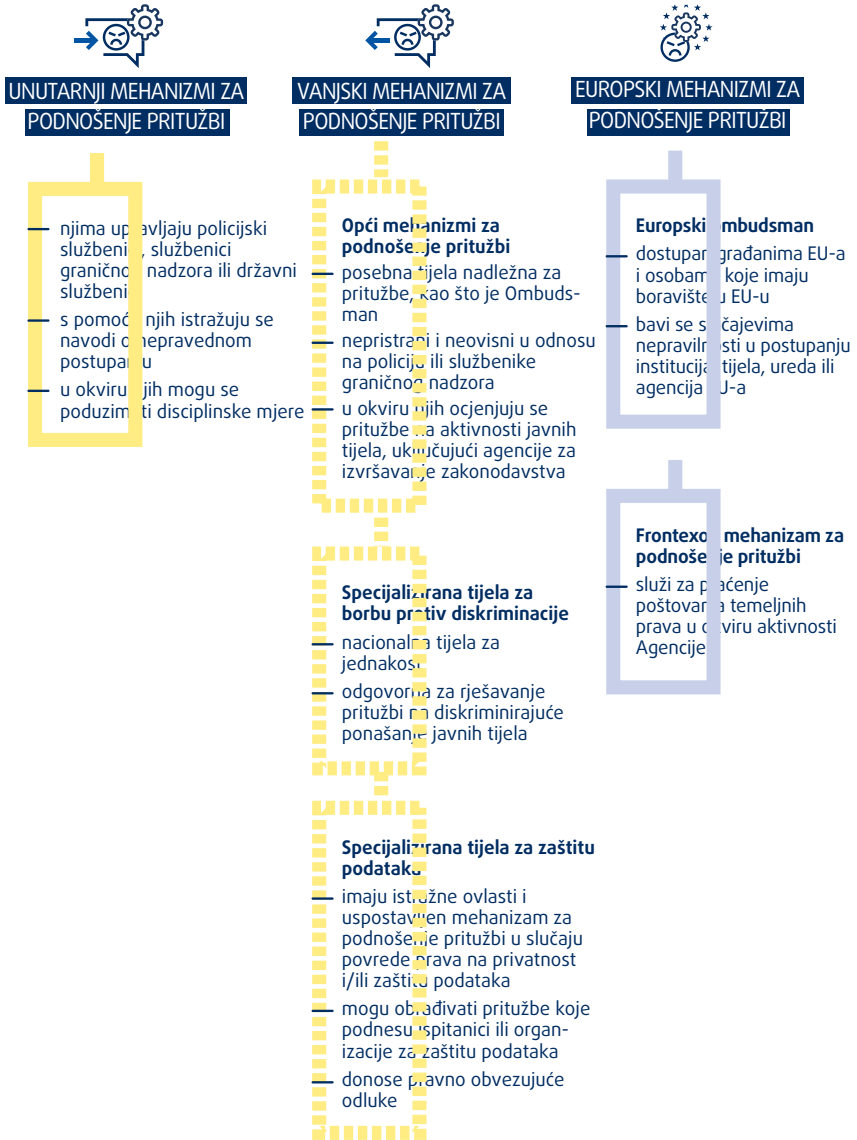 UNUTARNJI MEHANIZMI ZA
PODNOŠENJE PRITUŽBI
njima upravljaju policijski
službenici, službenici
graničnog nadzora ili državni
službenici
s pomoću njih istražuju se
navodi o nepravednom
postupanju
u okviru njih mogu se
poduzimati disciplinske mjere
VANJSKI MEHANIZMI ZA
PODNOŠENJE PRITUŽBI
Opći mehanizmi za
podnošenje pritužbi
posebna tijela nadležna za
pritužbe, kao što je Ombuds-
man
nepristrani i neovisni u odnosu
na policiju ili službenike
graničnog nadzora
u okviru njih ocjenjuju se
pritužbe na aktivnosti javnih
tijela, uključujući agencije za
izvršavanje zakonodavstva
Specijalizirana tijela za
borbu protiv diskriminacije
nacionalna tijela za
jednakost
odgovorna za rješavanje
pritužbi na diskriminirajuće
ponašanje javnih tijela
Specijalizirana tijela za zaštitu
podataka
imaju istražne ovlasti i
uspostavljen mehanizam za
podnošenje pritužbi u slučaju
povrede prava na privatnost
i/ili zaštitu podataka
mogu obrađivati pritužbe koje
podnesu ispitanici ili organ-
izacije za zaštitu podataka
donose pravno obvezujuće
odluke
EUROPSKI MEHANIZMI ZA
PODNOŠENJE PRITUŽBI
Europski ombudsman
dostupan građanima EU-a
i osobama koje imaju
boravište u EU-u
bavi se slučajevima
nepravilnosti u postupanju
institucija, tijela, ureda ili
agencija EU-a
Frontexov mehanizam za
podnošenje pritužbi
služi za praćenje
poštovanja temeljnih
prava u okviru aktivnosti
Agencije